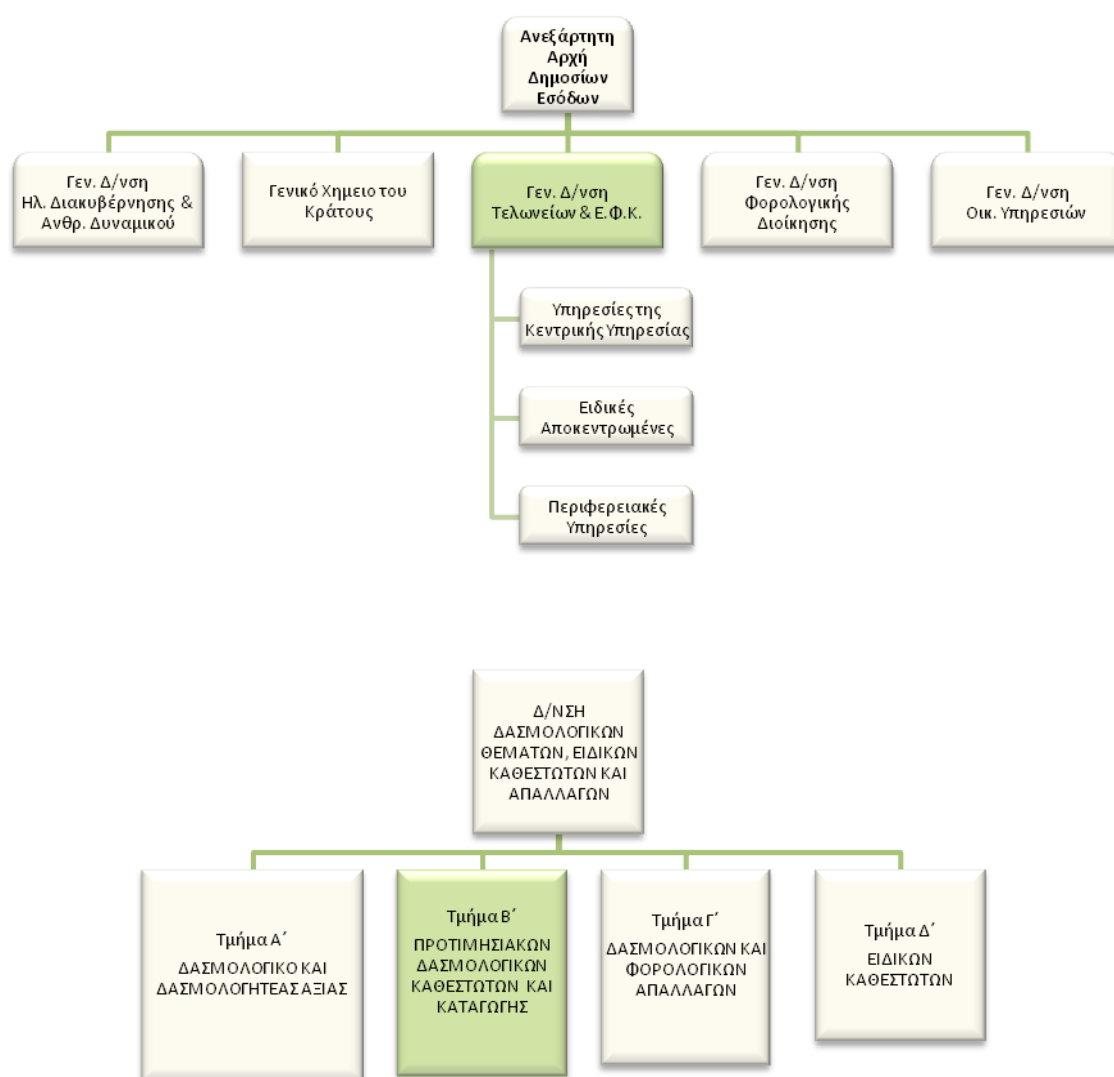 Ανεξάρτητη
Αρχή
Δημοσίων
Εσόδων
Γεν. Δ/νση
Ηλ. Διακυβέρνησης &
Ανθρ. Δυναμικού
Γενικό Χημειο του
Κράτους
Γεν. Δ/νση
Τελωνείων & Ε.Φ.Κ.
Γεν. Δ/νση
Φορολογικής
Διοίκησης
Γεν. Δ/νση
Οικ. Υπηρεσιών
Υπηρεσίες της
Κεντρικής Υπηρεσίας
Ειδικές
Αποκεντρωμένες
Περιφερειακές
Υπηρεσίες
Δ/ΝΣΗ
ΔΑΣΜΟΛΟΓΙΚΩΝ
ΘΕΜΑΤΩΝ, ΕΙΔΙΚΩΝ
ΚΑΘΕΣΤΩΤΩΝ ΚΑΙ
ΑΠΑΛΛΑΓΩΝ
Τμήμα Α΄
ΔΑΣΜΟΛΟΓΙΚΟ ΚΑΙ
ΔΑΣΜΟΛΟΓΗΤΕΑΣ ΑΞΙΑΣ
Τμήμα Β΄
ΠΡΟΤΙΜΗΣΙΑΚΩΝ
ΔΑΣΜΟΛΟΓΙΚΩΝ
ΚΑΘΕΣΤΩΤΩΝ ΚΑΙ
ΚΑΤΑΓΩΓΗΣ
Τμήμα Γ΄
ΔΑΣΜΟΛΟΓΙΚΩΝ ΚΑΙ
ΦΟΡΟΛΟΓΙΚΩΝ
ΑΠΑΛΛΑΓΩΝ
Τμήμα Δ΄
ΕΙΔΙΚΩΝ
ΚΑΘΕΣΤΩΤΩΝ